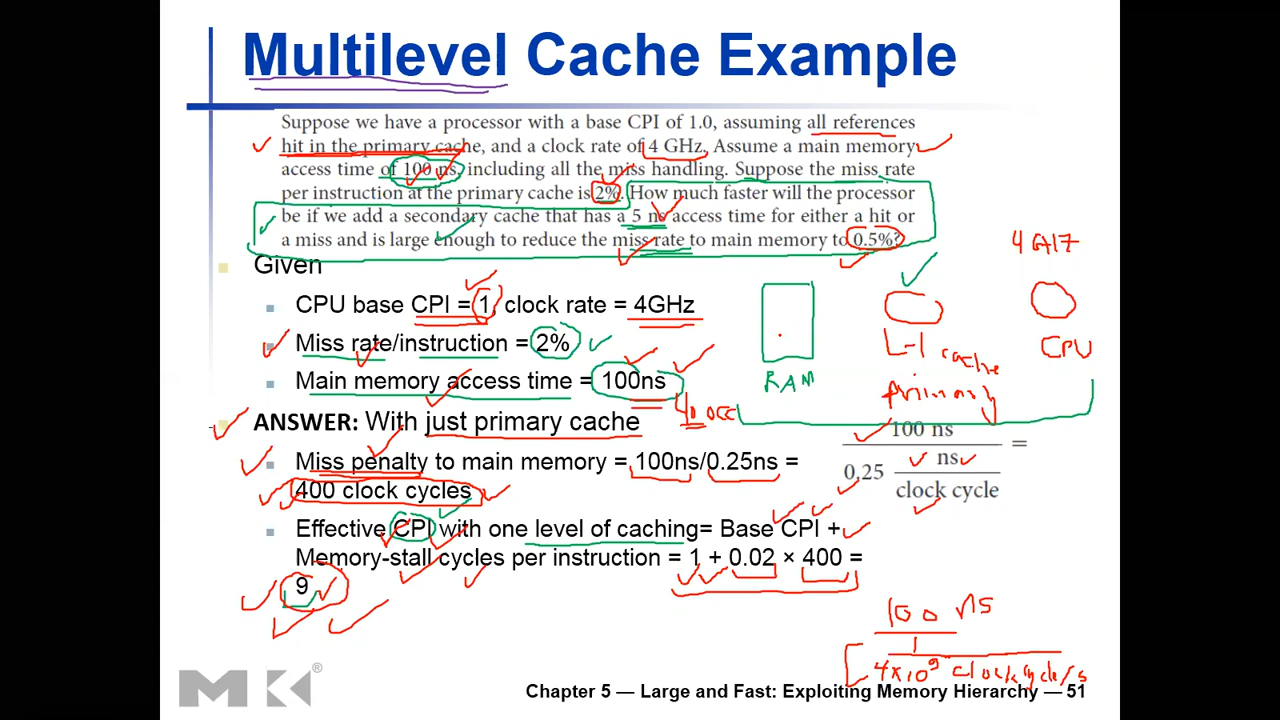 Multilevel Cache Example
Suppose we have a processor with a base CPI of 1.0, assuming all references
hit in the primary cache, and a clock rate of 4 GHz. Assume a main memory
access time of 100 ns, including all the miss handling. Suppose the miss rate
per instruction at the primary cache is 2%. How much faster will the processor
be if we add a secondary cache that has a 5 ns access time for either a hit or
a miss and is large enough to reduce the miss rate to main memory to 0.5%?
Given
CPU base CPI = 1, clock rate = 4GHz
Miss rate/instruction = 2%
Main memory access time = 100ns
ANSWER: With just primary cache
Miss penalty to main memory = 100ns/0.25ns =
400 clock cycles
Effective CPI with one level of caching= Base CPI +
Memory-stall cycles per instruction = 1 + 0.02 × 400 =
9
4 GHZ
RAM
L-1 cache
primary
CPU
400 cc
100 ns
=
0,25 ns
clock cycle
100 ns
1
4×10⁹ clock cycle/s
MK®
Chapter 5 — Large and Fast: Exploiting Memory Hierarchy — 51